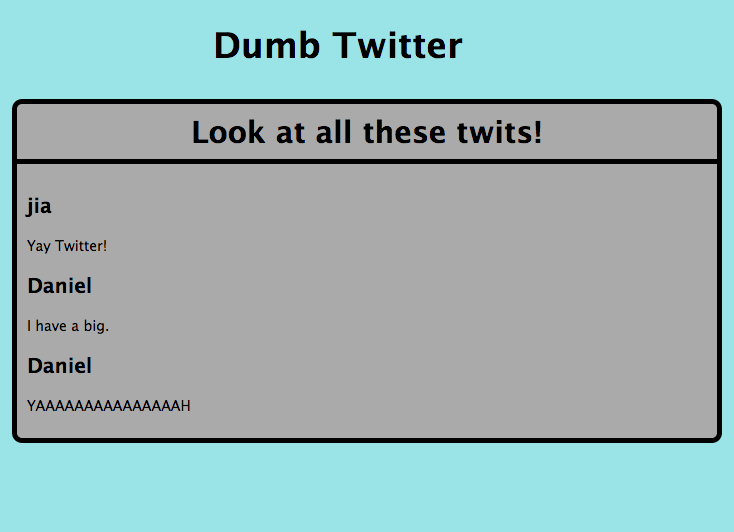 Dumb Twitter
Look at all these twits!
jia
Yay Twitter!
Daniel
I have a big.
Daniel
YAAAAAAAAAAAAAAAH